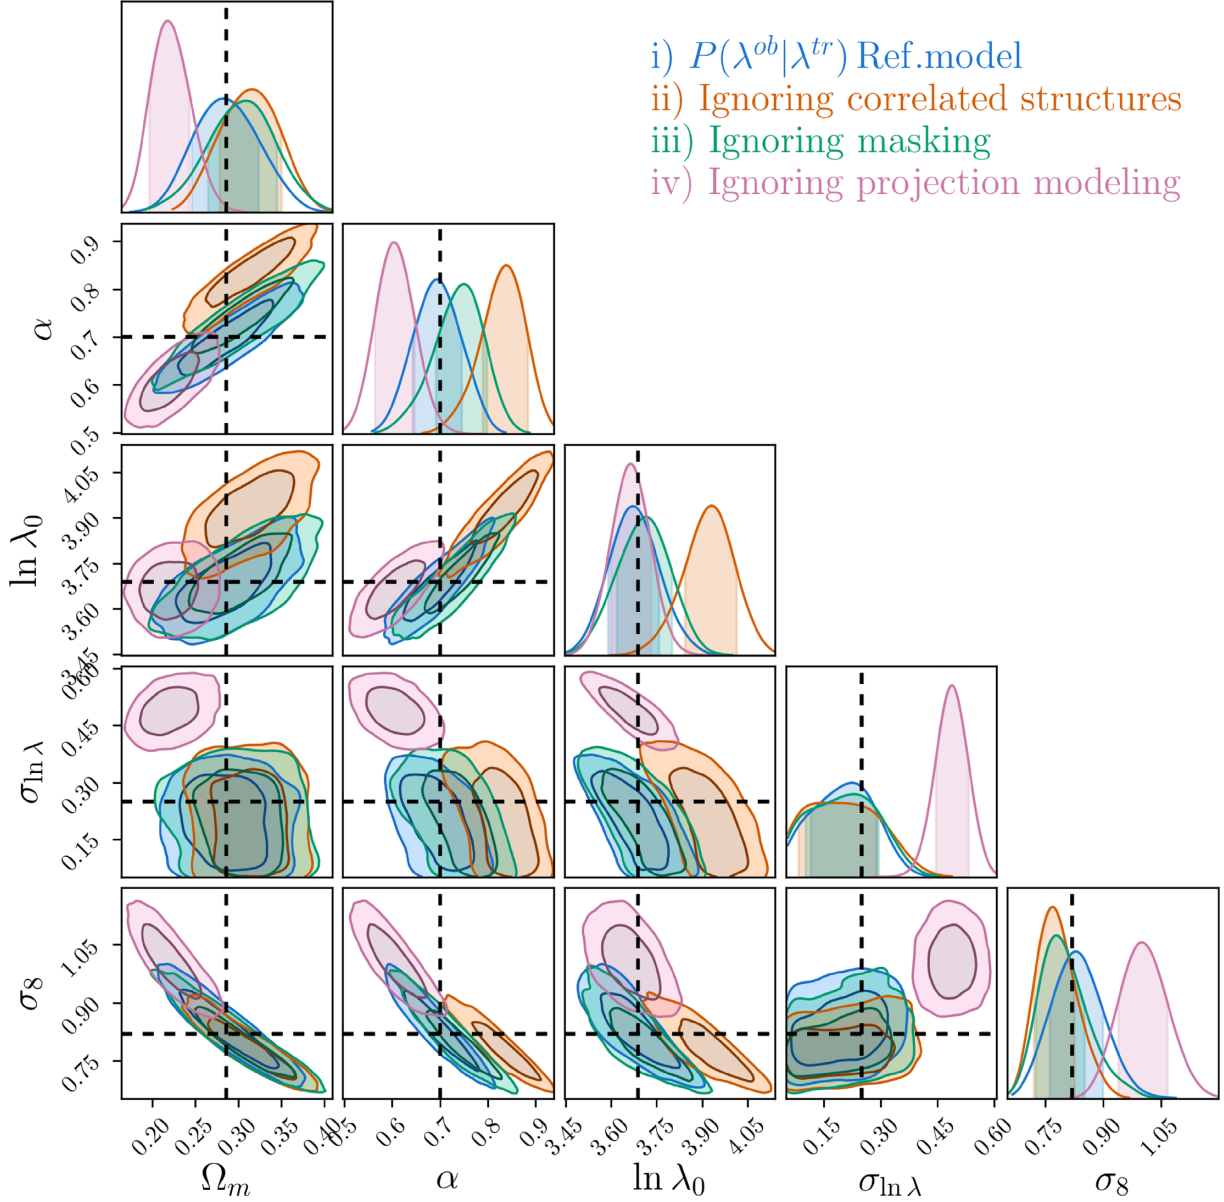 i) P(λ^{ob}|λ^{tr}) Ref.model
ii) Ignoring correlated structures
iii) Ignoring masking
iv) Ignoring projection modeling
α
0.9
0.8
0.7
0.6
0.5
ln λ₀
4.05
3.90
3.75
3.60
3.45
σ_{ln λ}
0.60
0.45
0.30
0.15
σ₈
1.05
0.90
0.75
0.20 0.25 0.30 0.35 0.40
0.5 0.6 0.7 0.8 0.9
3.45 3.60 3.75 3.90 4.05
0.15 0.30 0.45 0.60
0.75 0.90 1.05
Ω_m α ln λ₀ σ_{ln λ} σ₈